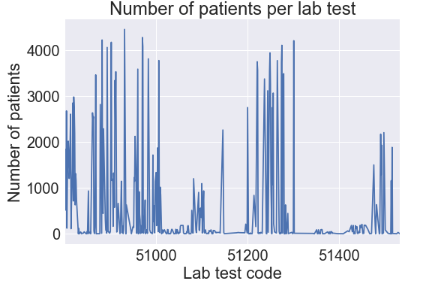 Number of patients per lab test
Number of patients
4000
3000
2000
1000
0
51000
51200
51400
Lab test code